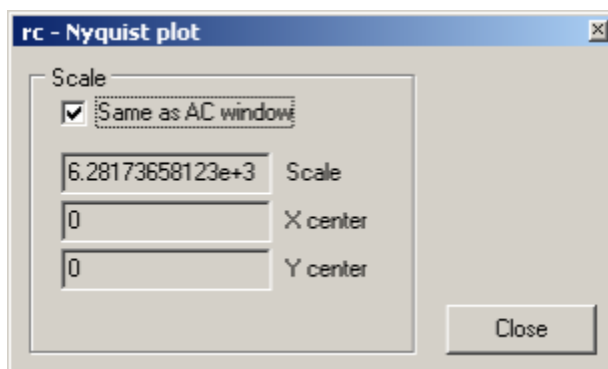 rc - Nyquist plot
Scale
Same as AC window
6.28173658123e+3 Scale
0 X center
0 Y center
Close